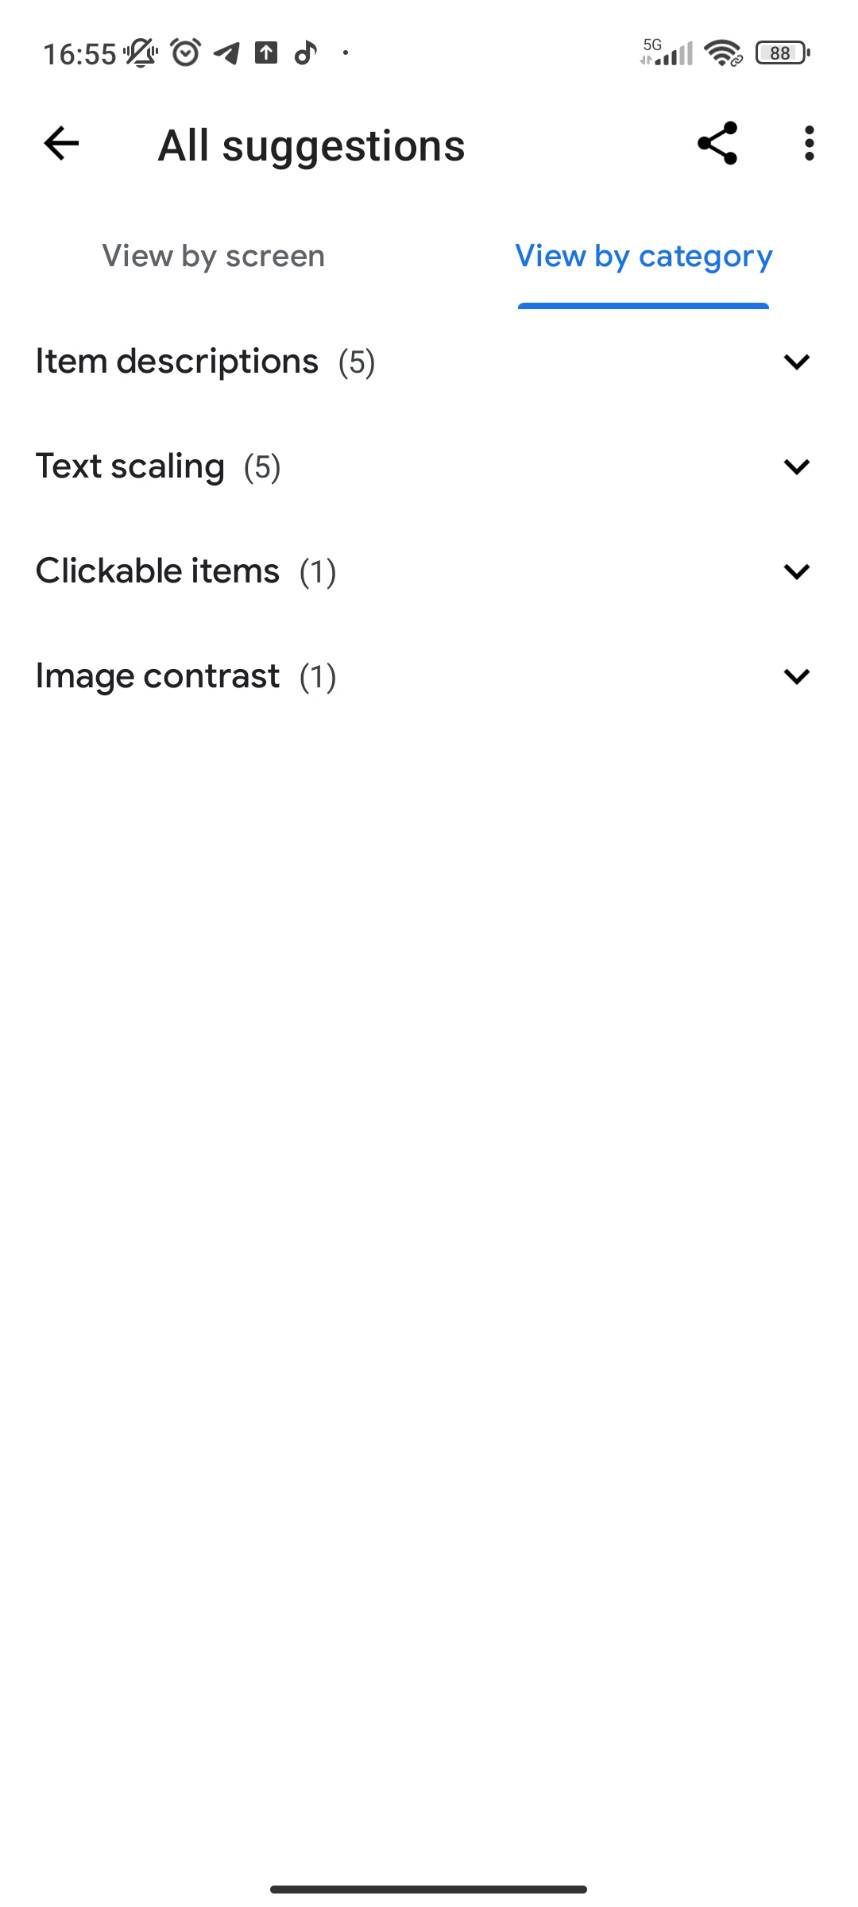 16:55 5G 88
All suggestions
View by screen View by category
Item descriptions (5)
Text scaling (5)
Clickable items (1)
Image contrast (1)